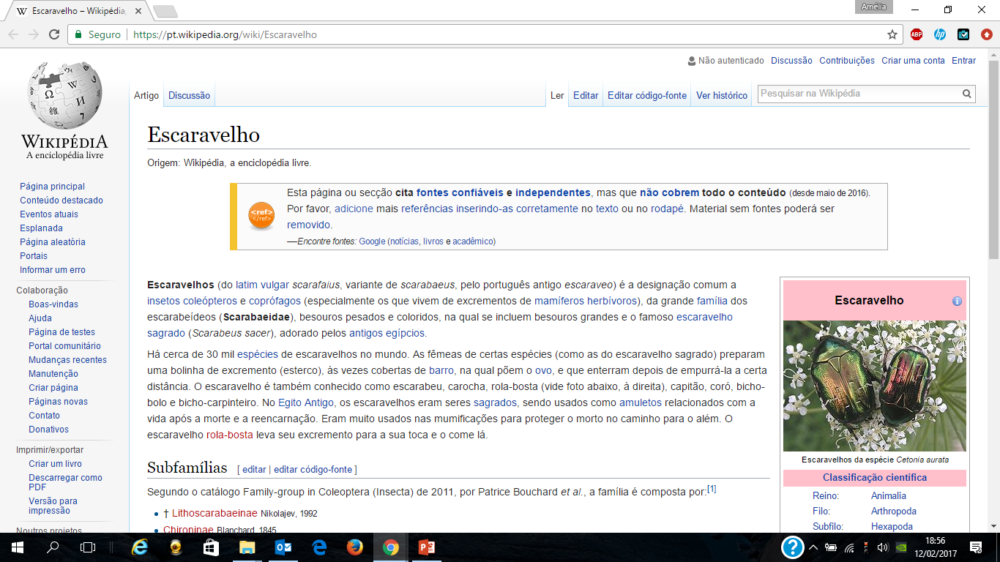 Escaravelho – Wikipédia,
Amélia
Seguro
https://pt.wikipedia.org/wiki/Escaravelho
ABP
hp
Não autenticado Discussão Contribuições Criar uma conta Entrar
Artigo Discussão Ler Editar Editar código-fonte Ver histórico Pesquisar na Wikipédia
WIKIPÉDIA
A enciclopédia livre
Página principal
Conteúdo destacado
Eventos atuais
Esplanada
Página aleatória
Portais
Informar um erro
Colaboração
Boas-vindas
Ajuda
Página de testes
Portal comunitário
Mudanças recentes
Manutenção
Criar página
Páginas novas
Contato
Donativos
Imprimir/exportar
Criar um livro
Descarregar como
PDF
Versão para
impressão
Noutros projetos
Escaravelho
Origem: Wikipédia, a enciclopédia livre.
<ref>
</ref>
Esta página ou secção cita fontes confiáveis e independentes, mas que não cobrem todo o conteúdo (desde maio de 2016).
Por favor, adicione mais referências inserindo-as corretamente no texto ou no rodapé. Material sem fontes poderá ser
removido.
—Encontre fontes: Google (notícias, livros e acadêmico)
Escaravelhos (do latim vulgar scarafaius, variante de scarabaeus, pelo português antigo escaraveo) é a designação comum a
insetos coleópteros e coprófagos (especialmente os que vivem de excrementos de mamíferos herbívoros), da grande família dos
escarabeídeos (Scarabaeidae), besouros pesados e coloridos, na qual se incluem besouros grandes e o famoso escaravelho
sagrado (Scarabeus sacer), adorado pelos antigos egípcios.
Há cerca de 30 mil espécies de escaravelhos no mundo. As fêmeas de certas espécies (como as do escaravelho sagrado) preparam
uma bolinha de excremento (esterco), às vezes cobertas de barro, na qual põem o ovo, e que enterram depois de empurrá-la a certa
distância. O escaravelho é também conhecido como escarabeu, carocha, rola-bosta (vide foto abaixo, à direita), capitão, coró, bicho-
bolo e bicho-carpinteiro. No Egito Antigo, os escaravelhos eram seres sagrados, sendo usados como amuletos relacionados com a
vida após a morte e a reencarnação. Eram muito usados nas mumificações para proteger o morto no caminho para o além. O
escaravelho rola-bosta leva seu excremento para a sua toca e o come lá.
Subfamílias [ editar | editar código-fonte ]
Segundo o catálogo Family-group in Coleoptera (Insecta) de 2011, por Patrice Bouchard et al., a família é composta por:[1]
† Lithoscarabaeinae Nikolajev, 1992
Chironinae Blanchard, 1845
Escaravelho
Escaravelhos da espécie Cetonia aurata
Classificação científica
Reino: Animalia
Filo: Arthropoda
Subfilo: Hexapoda
18:56
12/02/2017